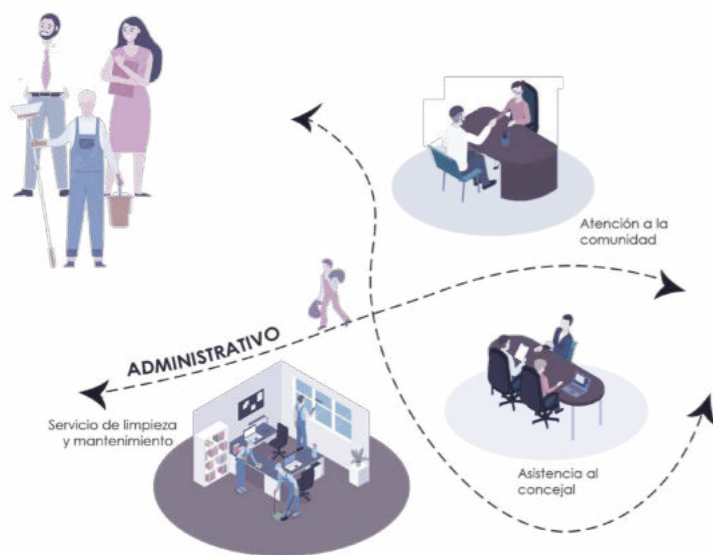 Atención a la
comunidad
ADMINISTRATIVO
Servicio de limpieza
y mantenimiento
Asistencia al
concejal